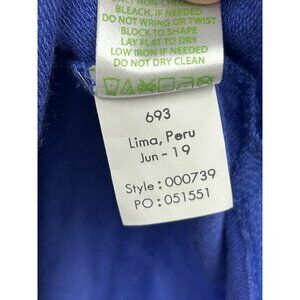 BLEACH, IF NEEDED
DO NOT WRING OR TWIST
BLOCK TO SHAPE
LAY FLAT TO DRY
LOW IRON IF NEEDED
DO NOT DRY CLEAN
693
Lima, Peru
Jun - 19
Style : 000739
PO : 051551